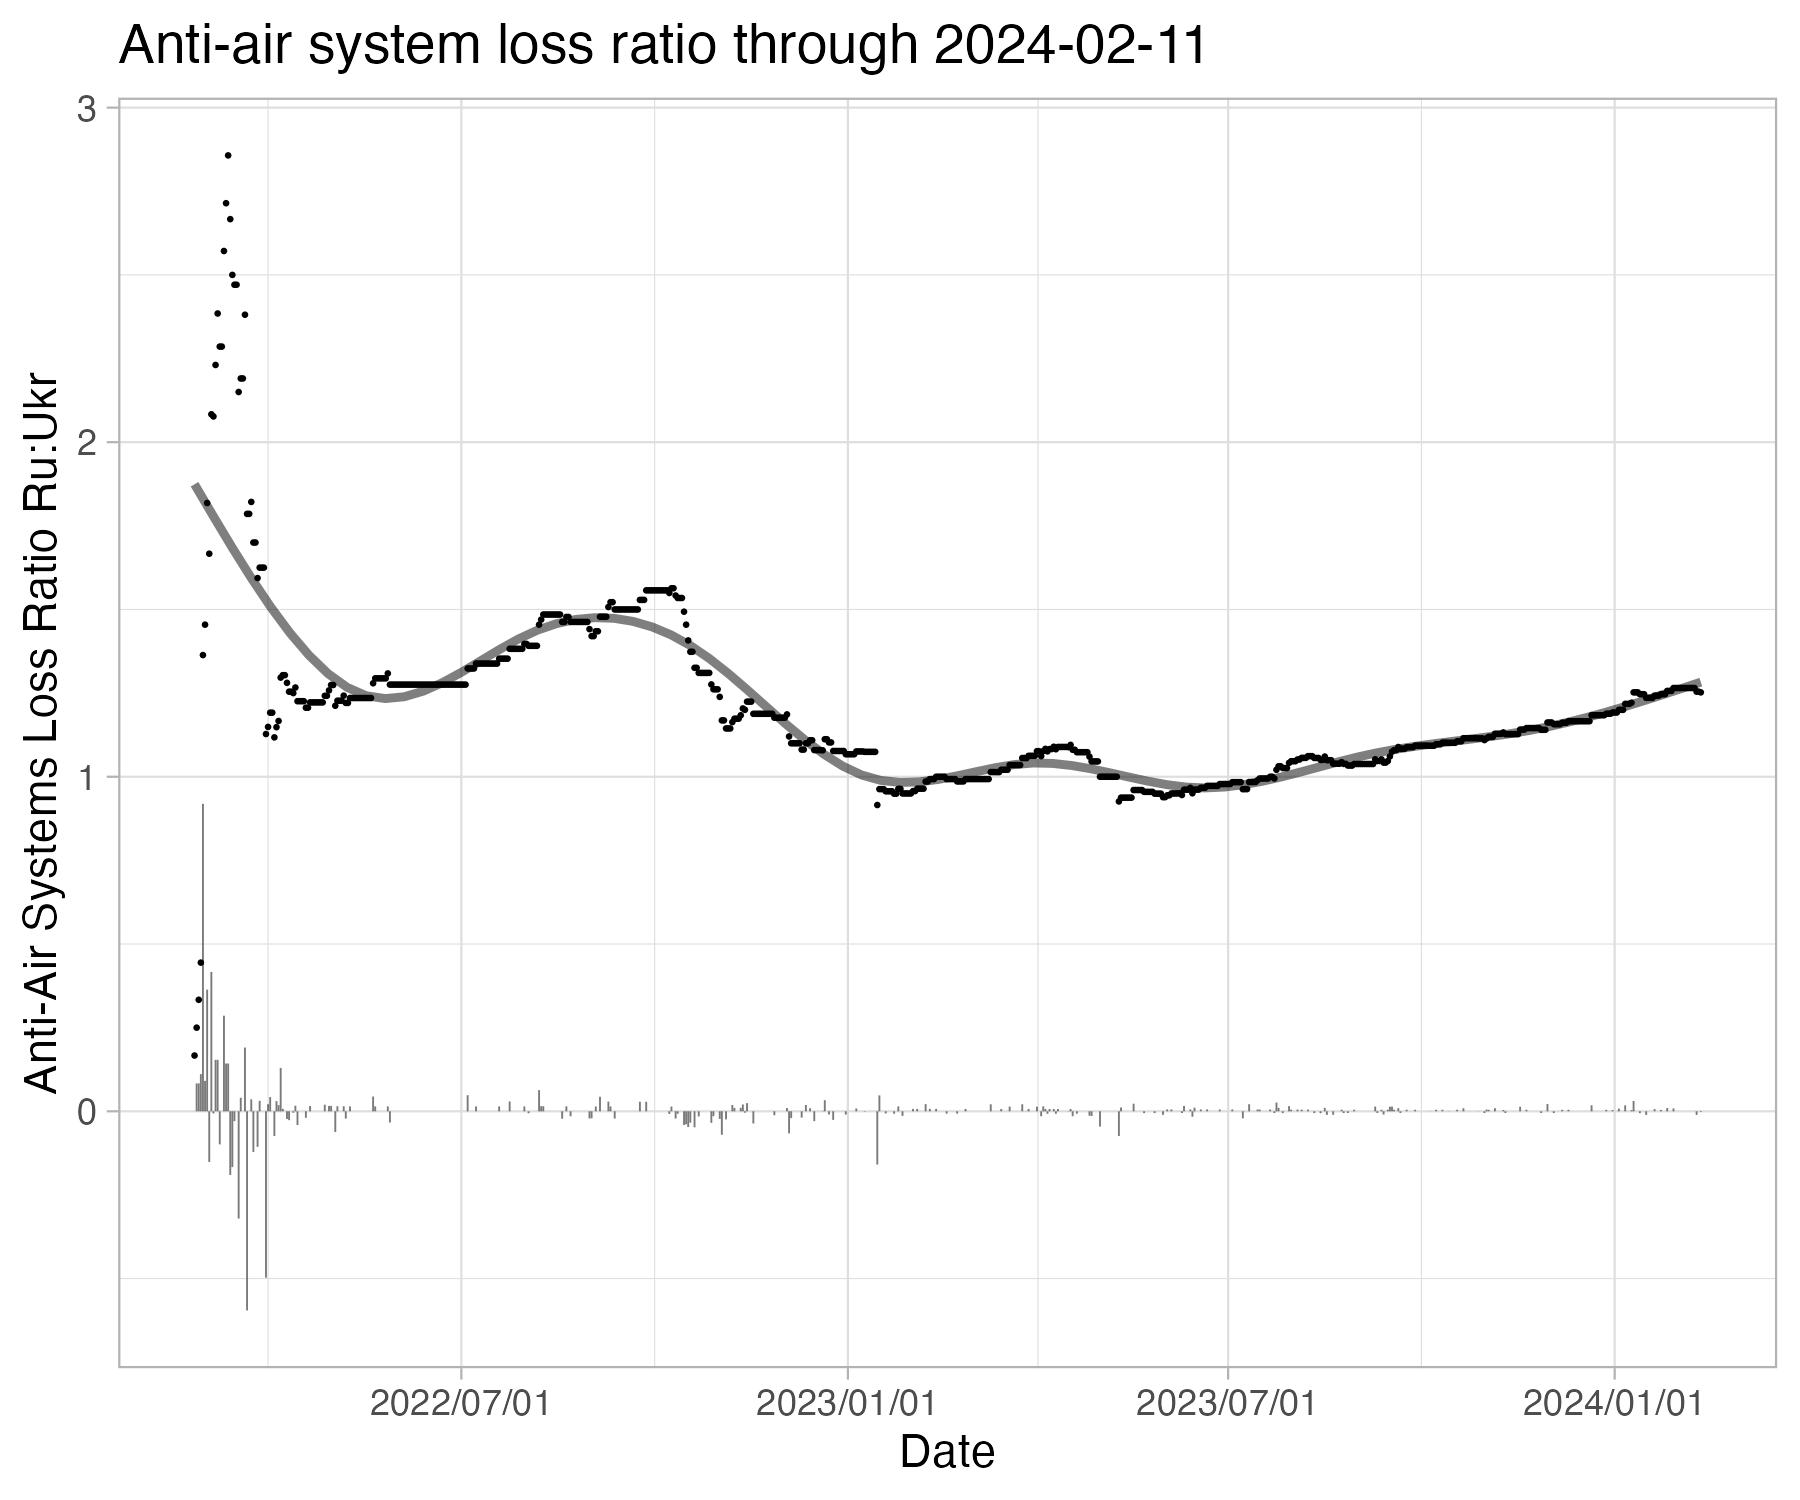 Anti-air system loss ratio through 2024-02-11
Anti-Air Systems Loss Ratio Ru:Ukr
3
2
1
0
2022/07/01
2023/01/01
2023/07/01
2024/01/01
Date